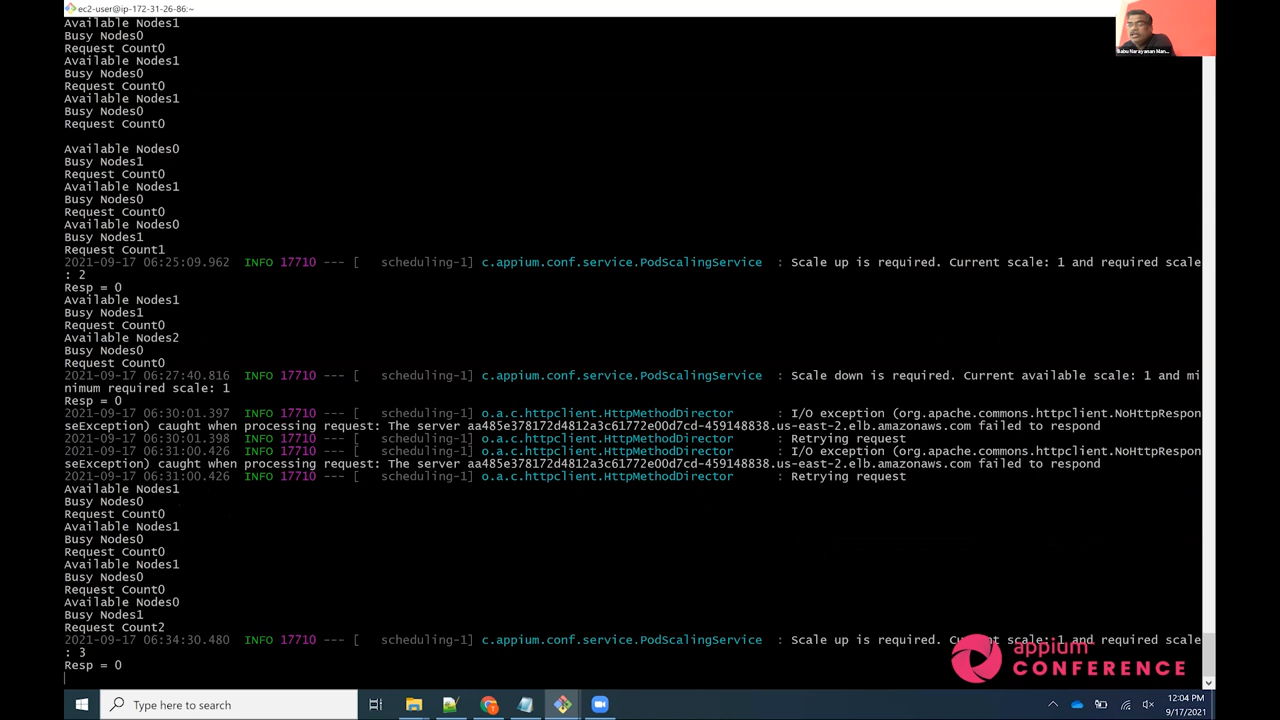 ec2-user@ip-172-31-26-86:~
Available Nodes1
Busy Nodes0
Request Count0
Available Nodes1
Busy Nodes0
Request Count0
Available Nodes1
Busy Nodes0
Request Count0
Available Nodes0
Busy Nodes1
Request Count0
Available Nodes1
Busy Nodes0
Request Count0
Available Nodes0
Busy Nodes1
Request Count1
2021-09-17 06:25:09.962 INFO 17710 --- [ scheduling-1] c.appium.conf.service.PodScalingService : Scale up is required. Current scale: 1 and required scale
: 2
Resp = 0
Available Nodes1
Busy Nodes1
Request Count0
Available Nodes2
Busy Nodes0
Request Count0
2021-09-17 06:27:40.816 INFO 17710 --- [ scheduling-1] c.appium.conf.service.PodScalingService : Scale down is required. Current available scale: 1 and mi
nimum required scale: 1
Resp = 0
2021-09-17 06:30:01.397 INFO 17710 --- [ scheduling-1] o.a.c.httpclient.HttpMethodDirector : I/O exception (org.apache.commons.httpclient.NoHttpRespon
seException) caught when processing request: The server aa485e378172d4812a3c61772e00d7cd-459148838.us-east-2.elb.amazonaws.com failed to respond
2021-09-17 06:30:01.398 INFO 17710 --- [ scheduling-1] o.a.c.httpclient.HttpMethodDirector : Retrying request
2021-09-17 06:31:00.426 INFO 17710 --- [ scheduling-1] o.a.c.httpclient.HttpMethodDirector : I/O exception (org.apache.commons.httpclient.NoHttpRespon
seException) caught when processing request: The server aa485e378172d4812a3c61772e00d7cd-459148838.us-east-2.elb.amazonaws.com failed to respond
2021-09-17 06:31:00.426 INFO 17710 --- [ scheduling-1] o.a.c.httpclient.HttpMethodDirector : Retrying request
Available Nodes1
Busy Nodes0
Request Count0
Available Nodes1
Busy Nodes0
Request Count0
Available Nodes1
Busy Nodes0
Request Count0
Available Nodes0
Busy Nodes1
Request Count2
2021-09-17 06:34:30.480 INFO 17710 --- [ scheduling-1] c.appium.conf.service.PodScalingService : Scale up is required. Current scale: 1 and required scale
: 3
Resp = 0
Babu Narayanan Man...
appium
CONFERENCE
Type here to search
12:04 PM
9/17/2021